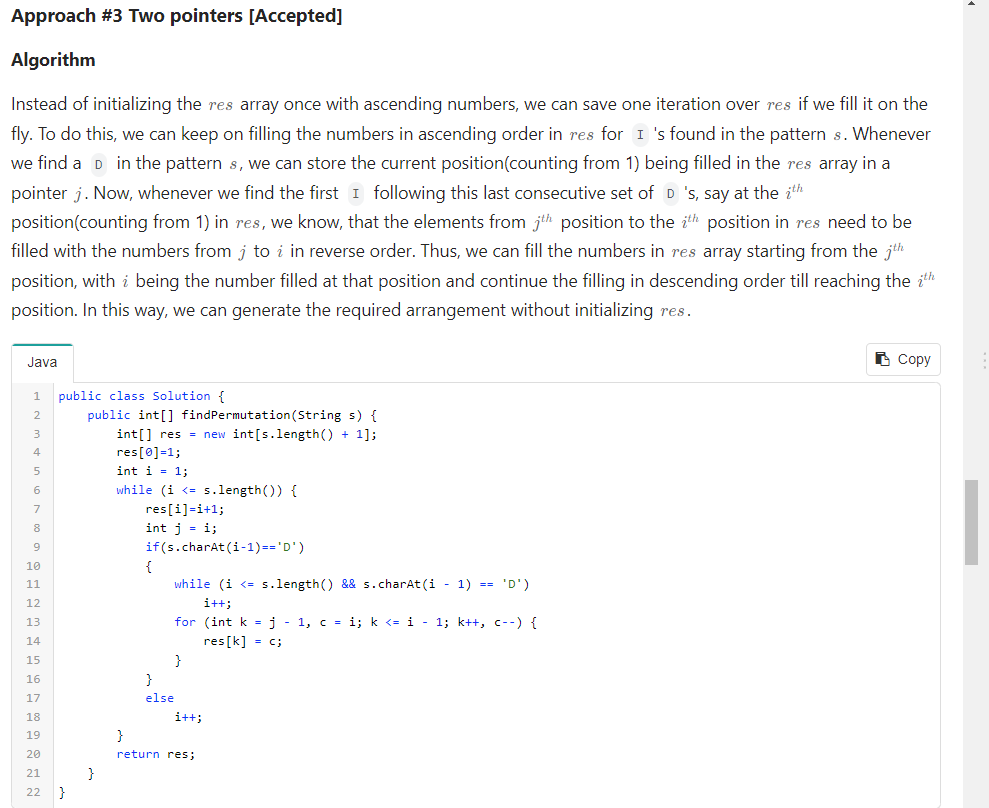 Approach #3 Two pointers [Accepted]
Algorithm
Instead of initializing the res array once with ascending numbers, we can save one iteration over res if we fill it on the
fly. To do this, we can keep on filling the numbers in ascending order in res for I 's found in the pattern s. Whenever
we find a D in the pattern s, we can store the current position(counting from 1) being filled in the res array in a
pointer j. Now, whenever we find the first I following this last consecutive set of D 's, say at the i^th
position(counting from 1) in res, we know, that the elements from j^th position to the i^th position in res need to be
filled with the numbers from j to i in reverse order. Thus, we can fill the numbers in res array starting from the j^th
position, with i being the number filled at that position and continue the filling in descending order till reaching the i^th
position. In this way, we can generate the required arrangement without initializing res.
Java
Copy
1 public class Solution {
2     public int[] findPermutation(String s) {
3         int[] res = new int[s.length() + 1];
4         res[0]=1;
5         int i = 1;
6         while (i <= s.length()) {
7             res[i]=i+1;
8             int j = i;
9             if(s.charAt(i-1)=='D')
10             {
11                 while (i <= s.length() && s.charAt(i - 1) == 'D')
12                     i++;
13                 for (int k = j - 1, c = i; k <= i - 1; k++, c--) {
14                     res[k] = c;
15                 }
16             }
17             else
18                 i++;
19         }
20         return res;
21     }
22 }